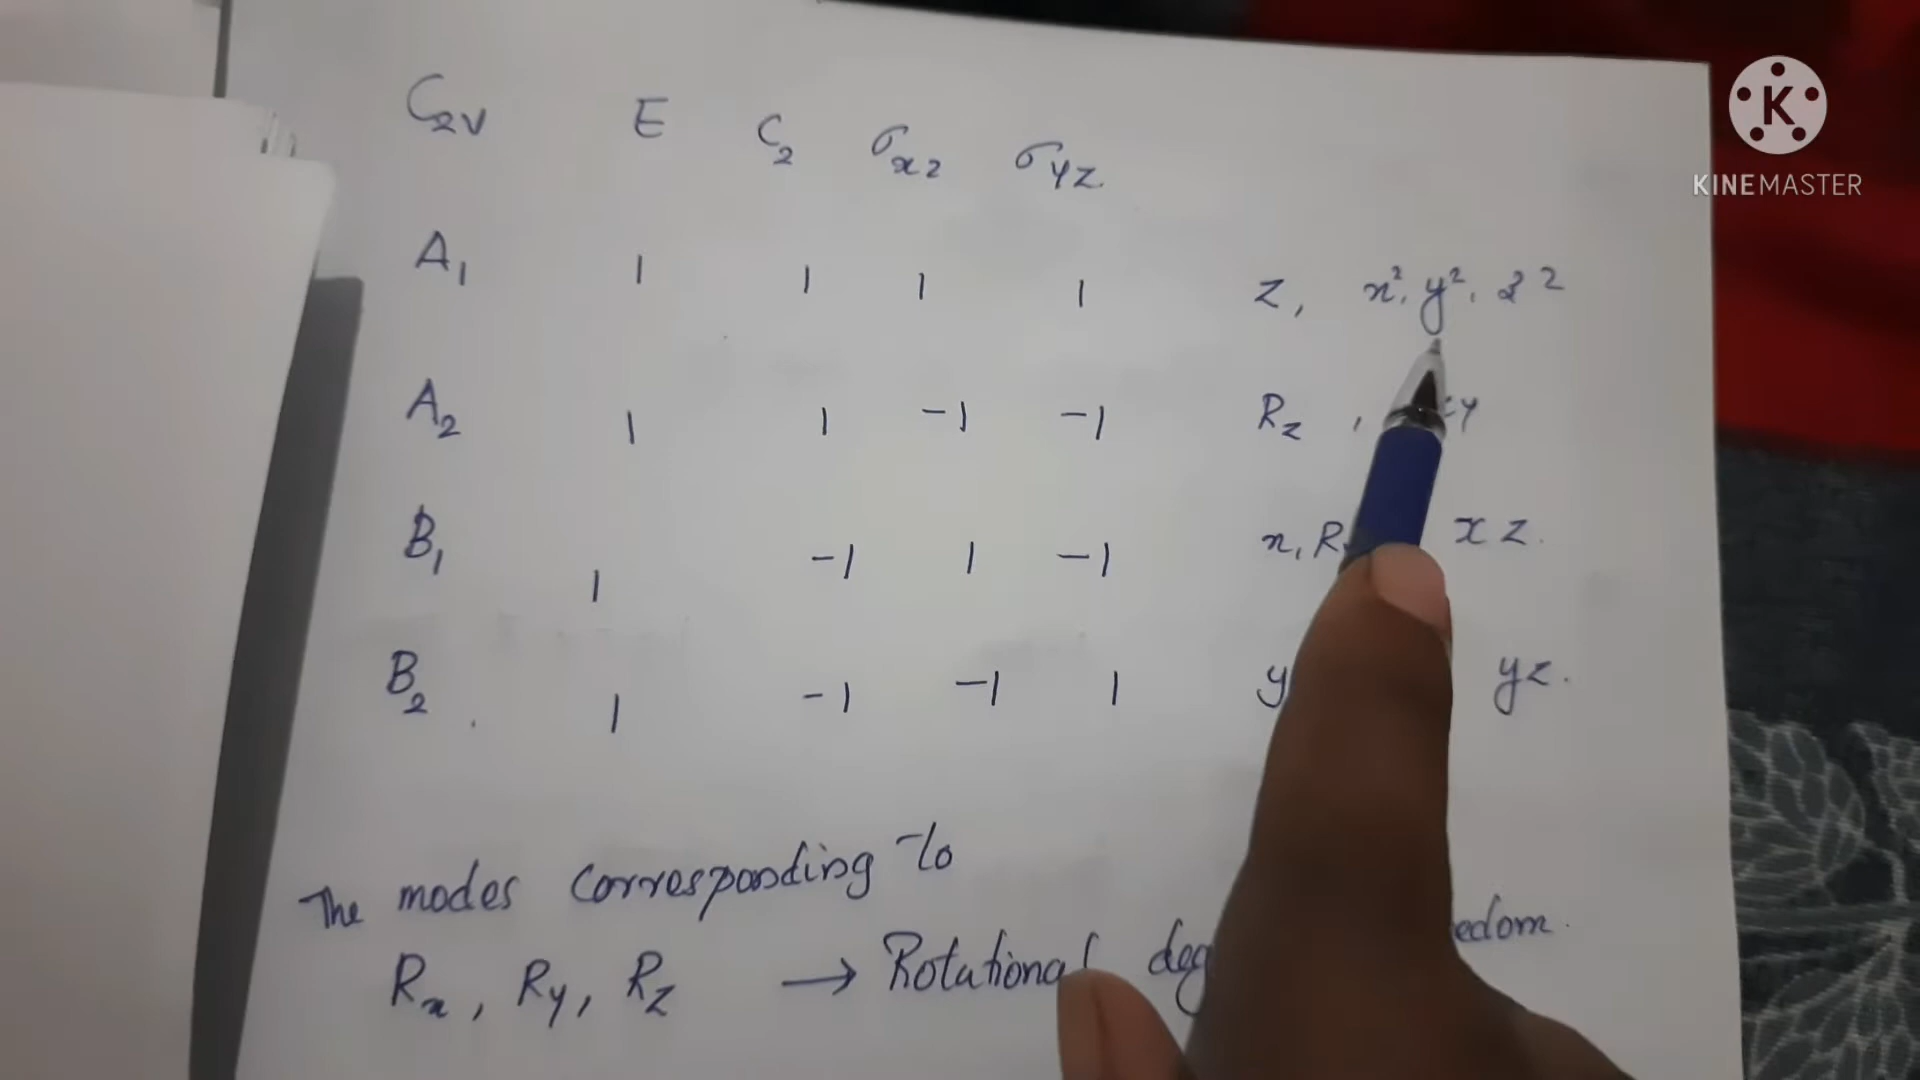 C2v E C2 σxz σyz.
A1 1 1 1 1 z, x², y², z²
A2 1 1 -1 -1 Rz , xy
B1 1 -1 1 -1 x, R xz.
B2 1 -1 -1 1 y yz.
The modes corresponding to
Rx, Ry, Rz → Rotational
K
KINEMASTER